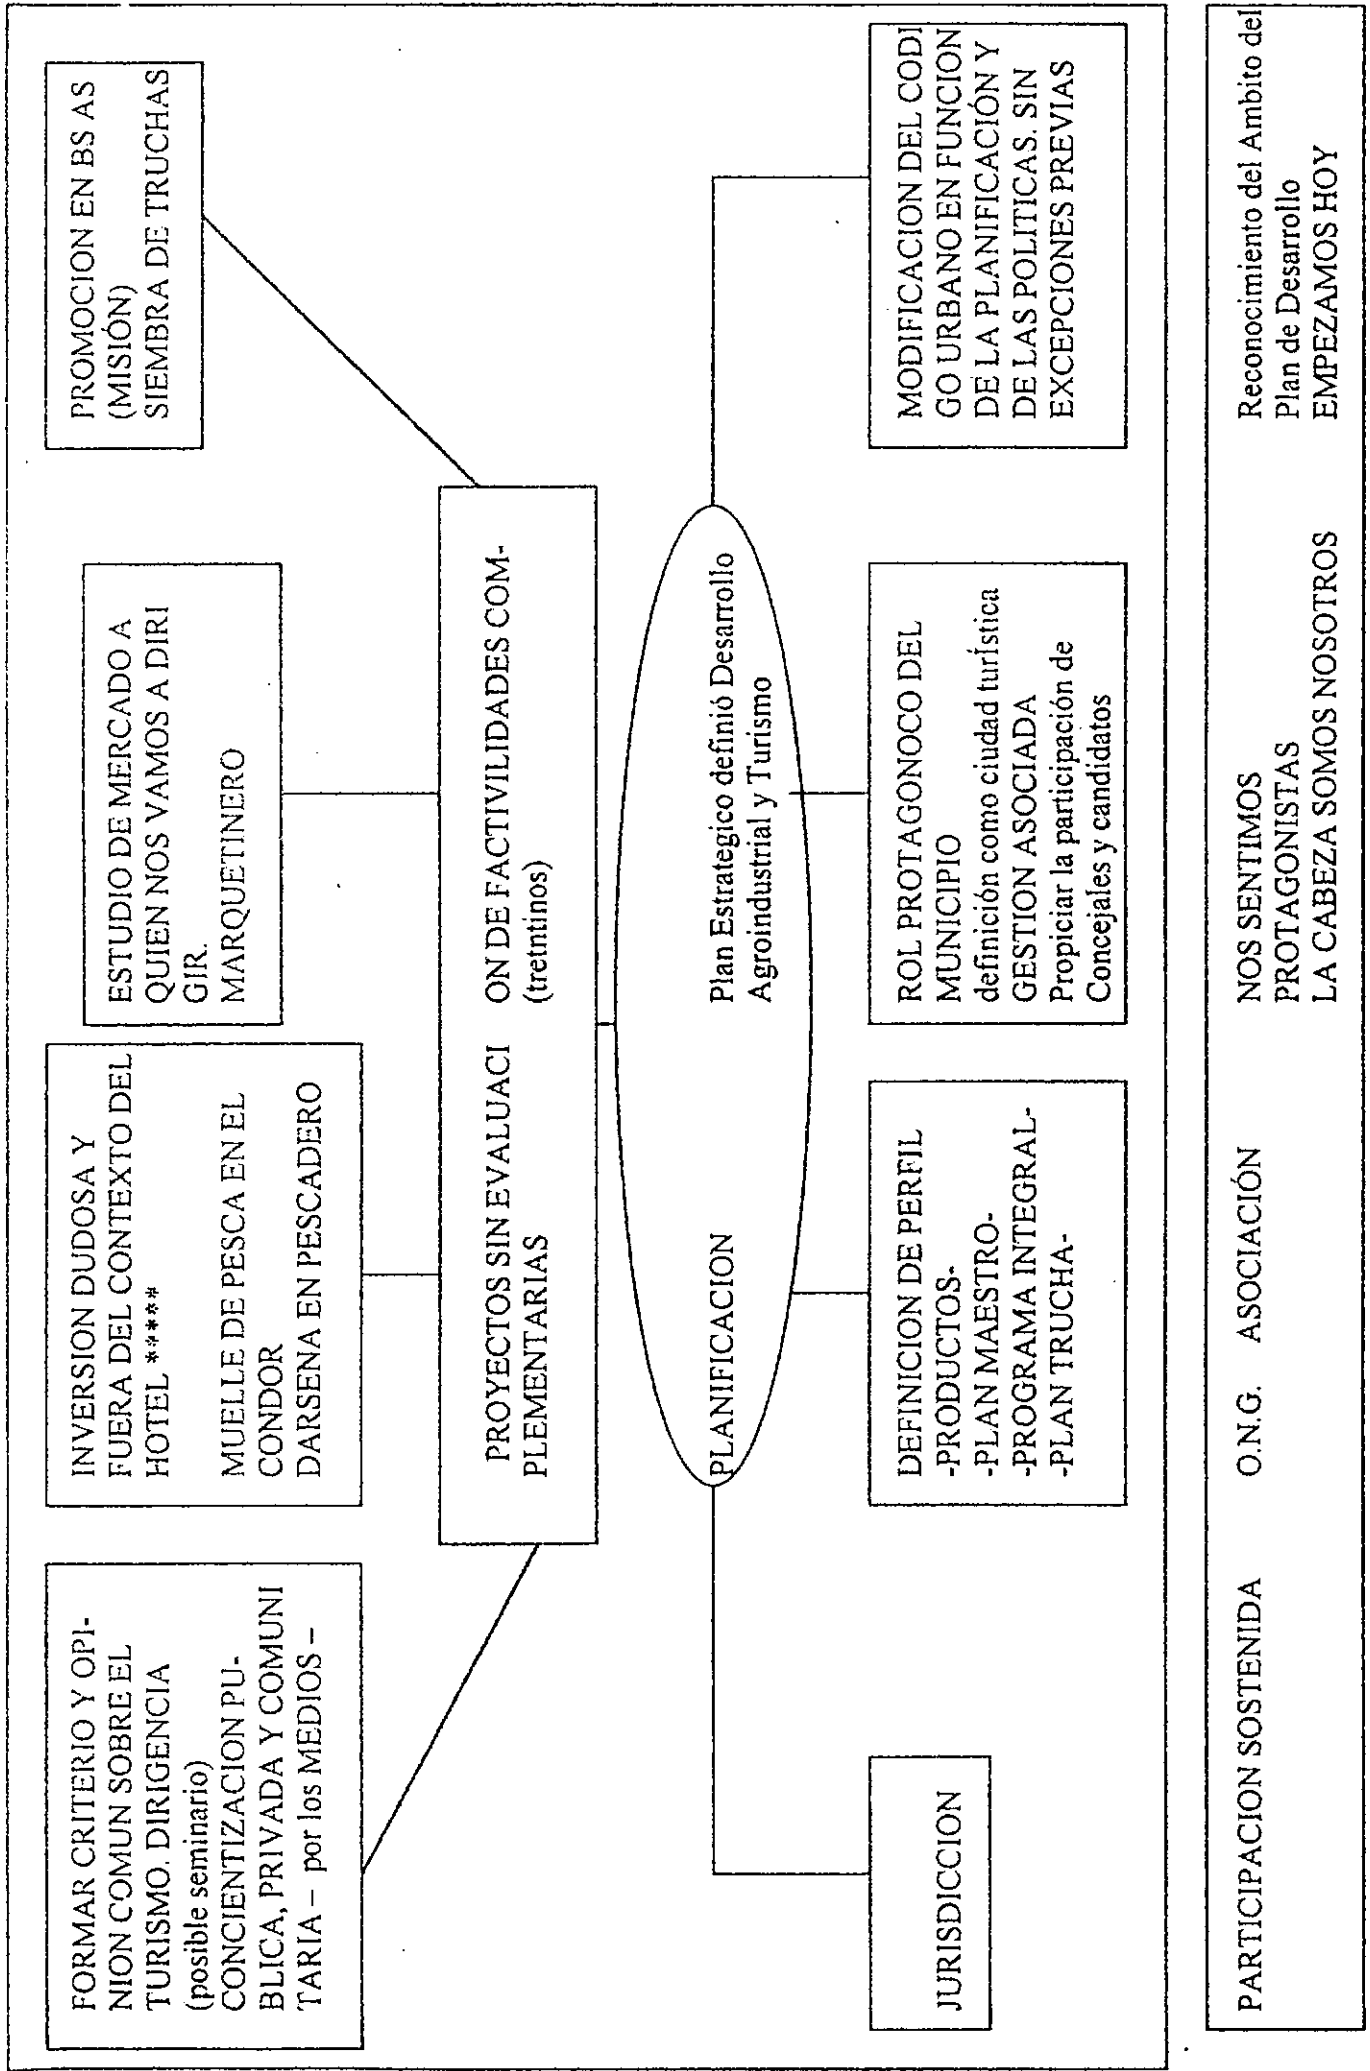 FORMAR CRITERIO Y OPI-
NION COMUN SOBRE EL
TURISMO. DIRIGENCIA
(posible seminario)
CONCIENTIZACION PU-
BLICA, PRIVADA Y COMUNI
TARIA – por los MEDIOS –
INVERSION DUDOSA Y
FUERA DEL CONTEXTO DEL
HOTEL *****
MUELLE DE PESCA EN EL
CONDOR
DARSENA EN PESCADERO
ESTUDIO DE MERCADO A
QUIEN NOS VAMOS A DIRI
GIR.
MARQUETINERO
PROMOCION EN BS AS
(MISIÓN)
SIEMBRA DE TRUCHAS
PROYECTOS SIN EVALUACI ON DE FACTIVILIDADES COM-
PLEMENTARIAS (tretntinos)
PLANIFICACION
Plan Estrategico definió Desarrollo
Agroindustrial y Turismo
JURISDICCION
DEFINICION DE PERFIL
-PRODUCTOS-
-PLAN MAESTRO-
-PROGRAMA INTEGRAL-
-PLAN TRUCHA-
ROL PROTAGONOCO DEL
MUNICIPIO
definición como ciudad turística
GESTION ASOCIADA
Propiciar la participación de
Concejales y candidatos
MODIFICACION DEL CODI
GO URBANO EN FUNCION
DE LA PLANIFICACIÓN Y
DE LAS POLITICAS. SIN
EXCEPCIONES PREVIAS
PARTICIPACION SOSTENIDA O.N.G. ASOCIACIÓN
NOS SENTIMOS
PROTAGONISTAS
LA CABEZA SOMOS NOSOTROS
Reconocimiento del Ambito del
Plan de Desarrollo
EMPEZAMOS HOY